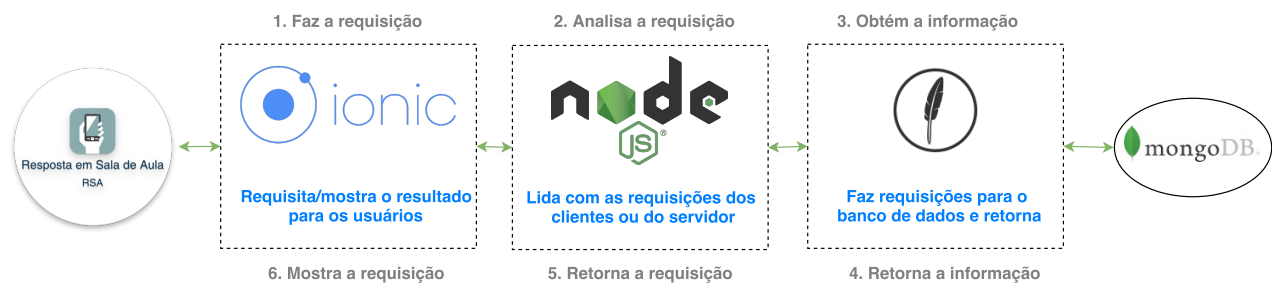 1. Faz a requisição
2. Analisa a requisição
3. Obtém a informação
Resposta em Sala de Aula
RSA
ionic
Requisita/mostra o resultado
para os usuários
node
JS®
Lida com as requisições dos
clientes ou do servidor
Faz requisições para o
banco de dados e retorna
mongoDB
6. Mostra a requisição
5. Retorna a requisição
4. Retorna a informação